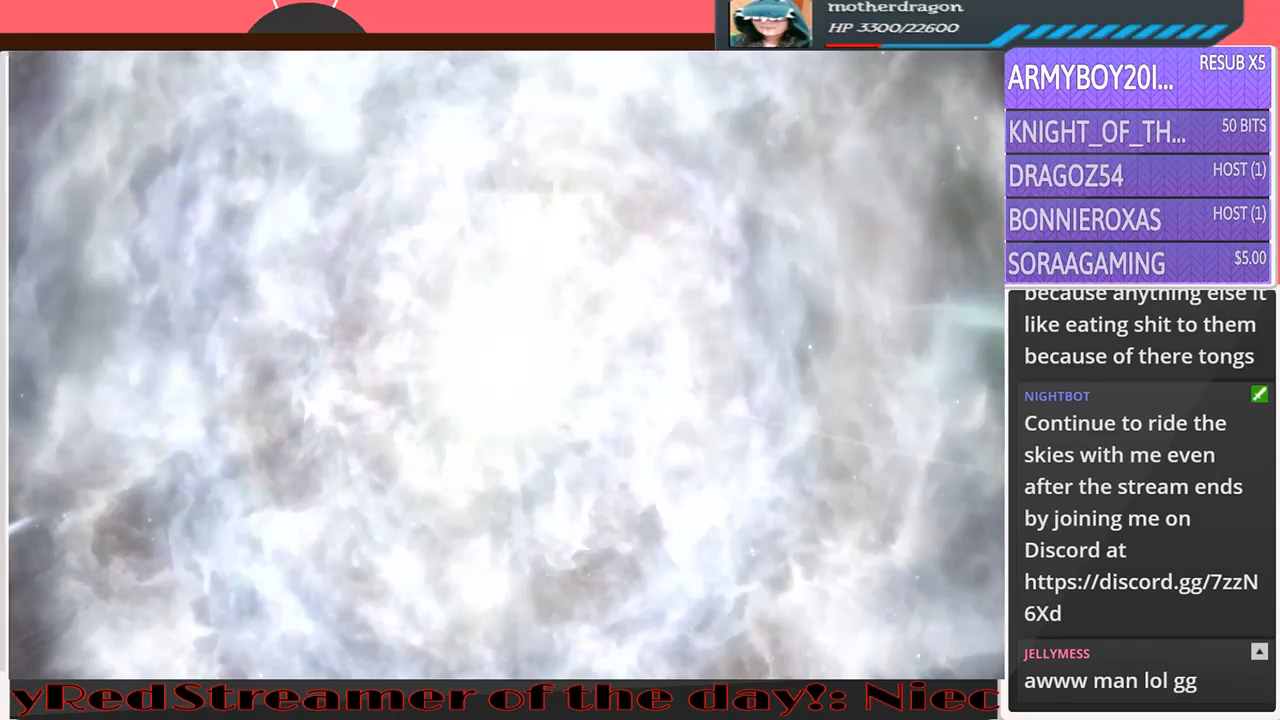 motherdragon
HP 3300/22600
ARMYBOY20I... RESUB X5
KNIGHT_OF_TH... 50 BITS
DRAGOZ54 HOST (1)
BONNIEROXAS HOST (1)
SORAAGAMING $5.00
because anything else it
like eating shit to them
because of there tongs
NIGHTBOT
Continue to ride the
skies with me even
after the stream ends
by joining me on
Discord at
https://discord.gg/7zzN
6Xd
JELLYMESS
awww man lol gg
yRedStreamer of the day!: Niec